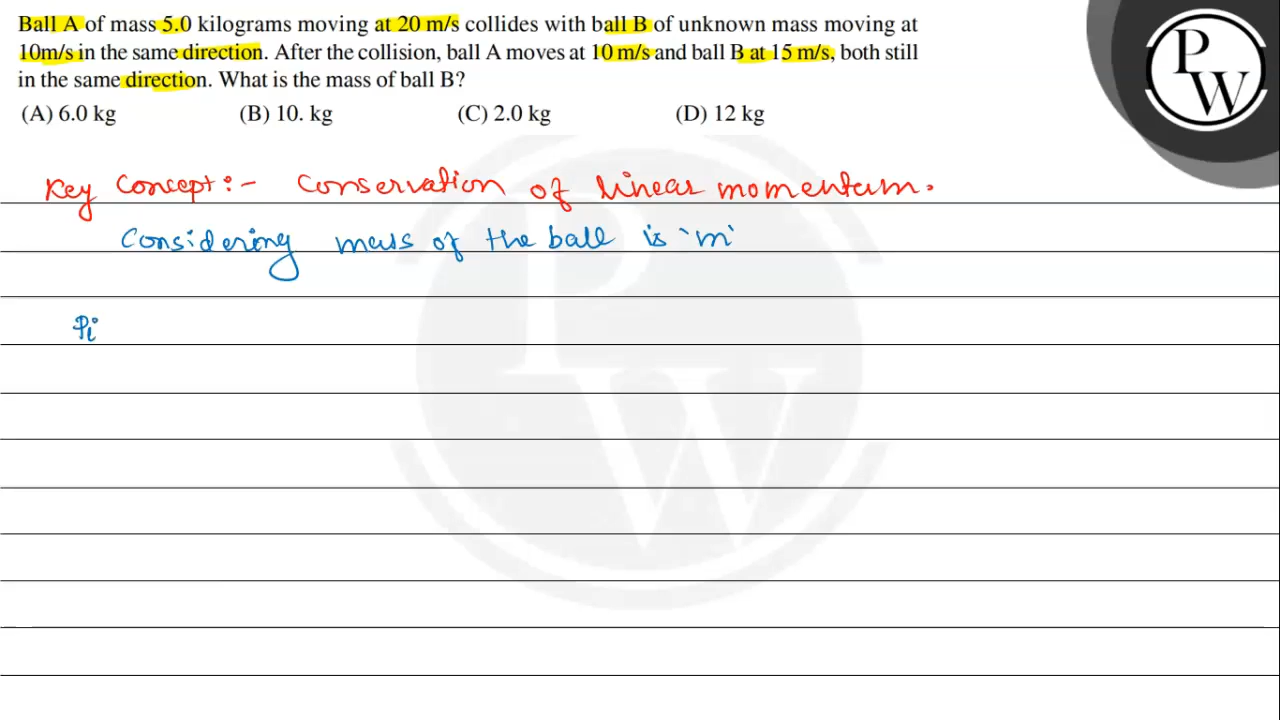 Ball A of mass 5.0 kilograms moving at 20 m/s collides with ball B of unknown mass moving at
10m/s in the same direction. After the collision, ball A moves at 10 m/s and ball B at 15 m/s, both still
in the same direction. What is the mass of ball B?
(A) 6.0 kg (B) 10. kg (C) 2.0 kg (D) 12 kg
Key Concept:- Conservation of linear momentum.
Considering mass of the ball is 'm'
Pi
P
W
P
W